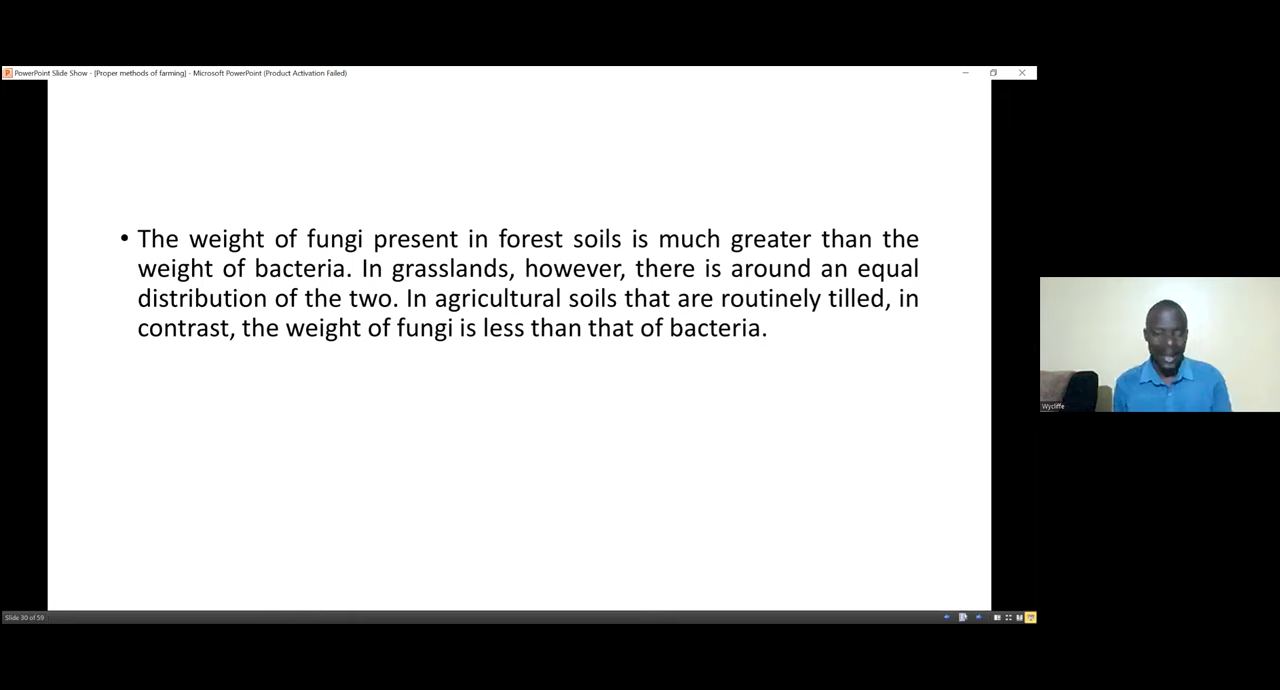 PowerPoint Slide Show - [Proper methods of farming] - Microsoft PowerPoint (Product Activation Failed)
• The weight of fungi present in forest soils is much greater than the
weight of bacteria. In grasslands, however, there is around an equal
distribution of the two. In agricultural soils that are routinely tilled, in
contrast, the weight of fungi is less than that of bacteria.
Wycliffe
Slide 30 of 59